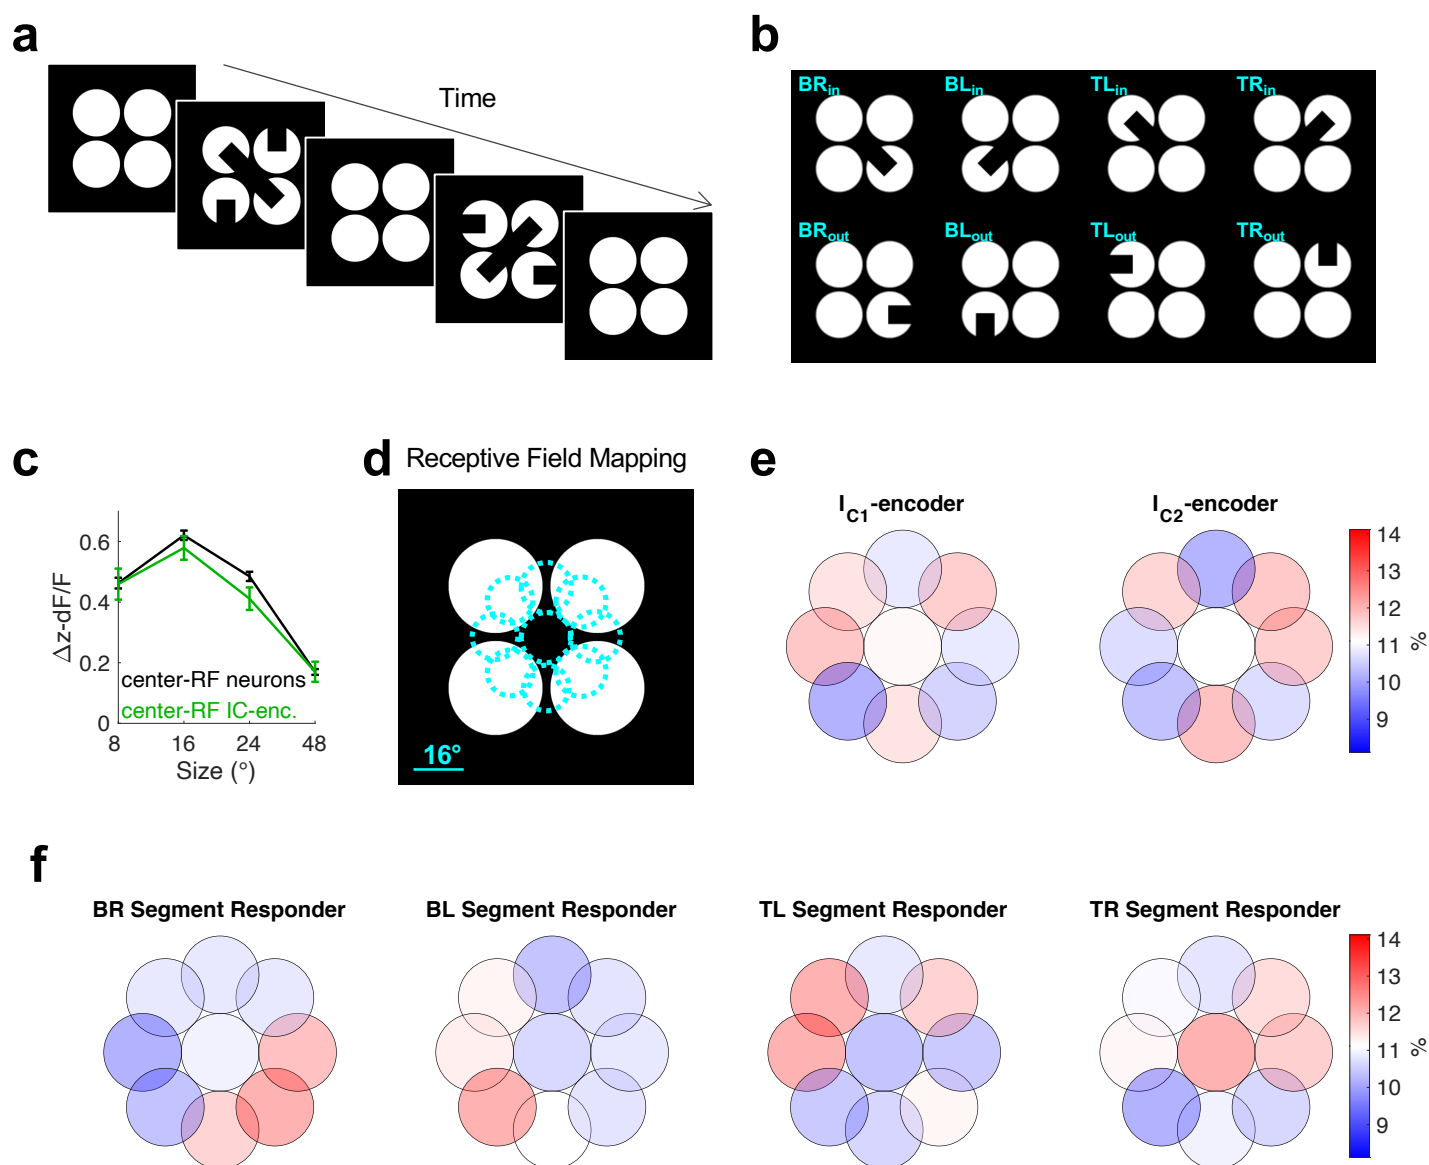 a
Time
b
BRin BLin TLin TRin
BRout BLout TLout TRout
c
Δz-dF/F
0.6
0.4
0.2
0
center-RF neurons
center-RF IC-enc.
8 16 24 48
Size (°)
d Receptive Field Mapping
16°
e
IC1-encoder IC2-encoder
14
13
12
11
10
9
%
f
BR Segment Responder BL Segment Responder TL Segment Responder TR Segment Responder
14
13
12
11
10
9
%